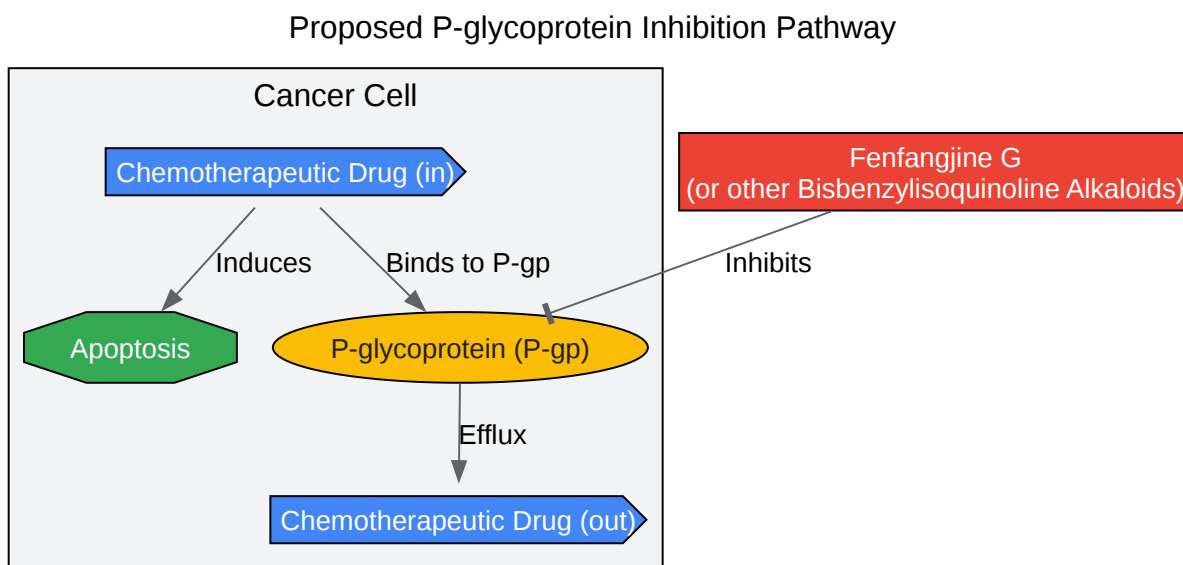 Proposed P-glycoprotein Inhibition Pathway
Cancer Cell
Chemotherapeutic Drug (in)
Fenfangjine G
(or other Bisbenzylisoquinoline Alkaloids)
Induces
Binds to P-gp
Inhibits
Apoptosis
P-glycoprotein (P-gp)
Efflux
Chemotherapeutic Drug (out)